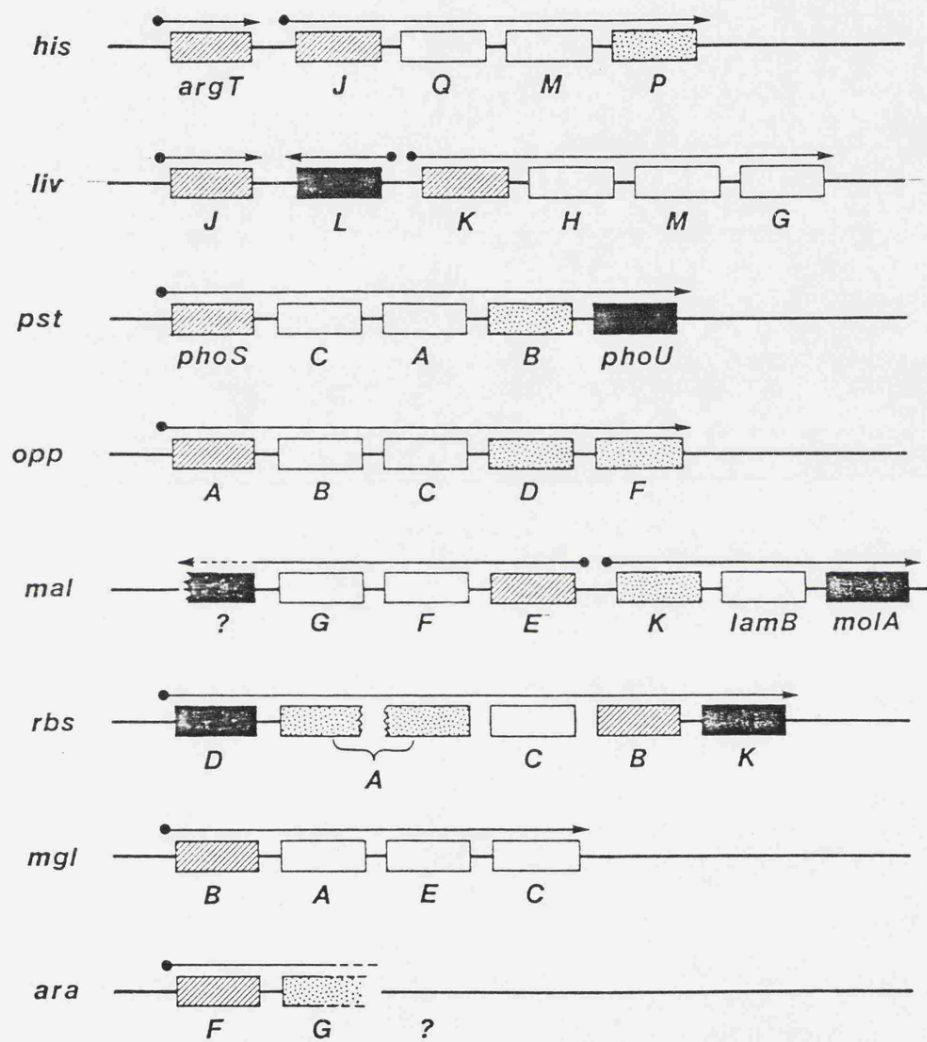 his
argT J Q M P
liv
J L K H M G
pst
phoS C A B phoU
opp
A B C D F
mal
? G F E K lamB molA
rbs
D A C B K
mgl
B A E C
ara
F G ?